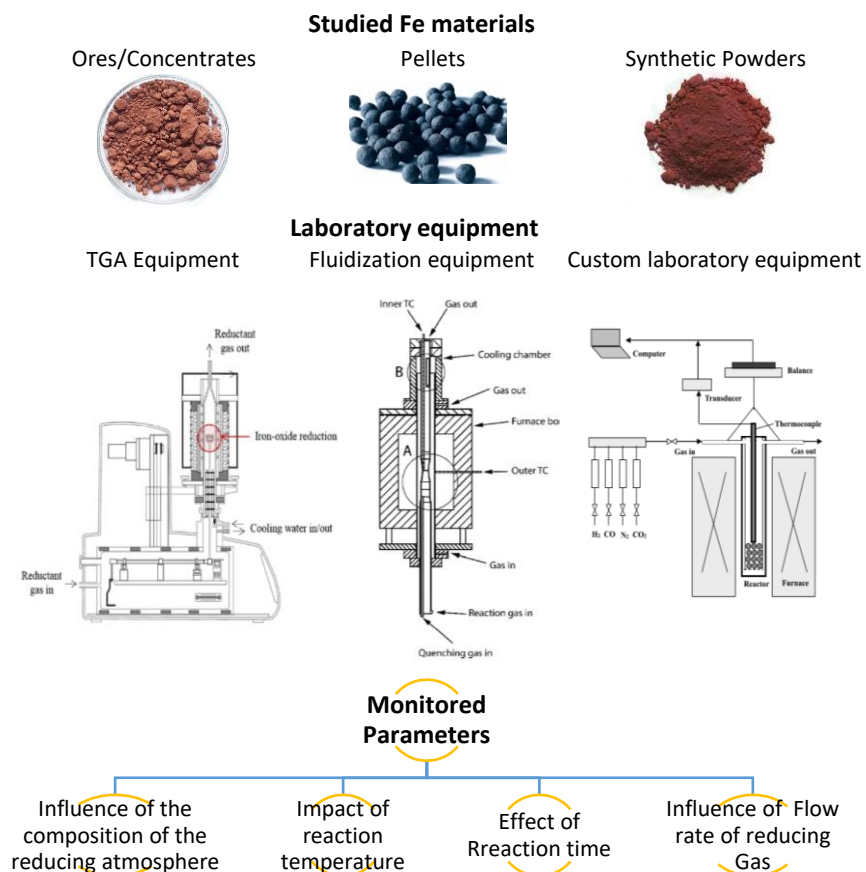 Studied Fe materials
Ores/Concentrates
Pellets
Synthetic Powders
Laboratory equipment
TGA Equipment
Fluidization equipment
Custom laboratory equipment
Reductant
gas out
Iron-oxide reduction
Cooling water in/out
Reductant
gas in
Inner TC
Gas out
Cooling chamber
B
Gas out
Furnace bo
A
Outer TC
Gas in
Reaction gas in
Quenching gas in
Computer
Balance
Transducer
Thermocouple
Gas in
Gas out
H₂ CO N₂ CO₂
Reactor
Furnace
Monitored
Parameters
Influence of the
composition of the
reducing atmosphere
Impact of
reaction
temperature
Effect of
Rreaction time
Influence of Flow
rate of reducing
Gas